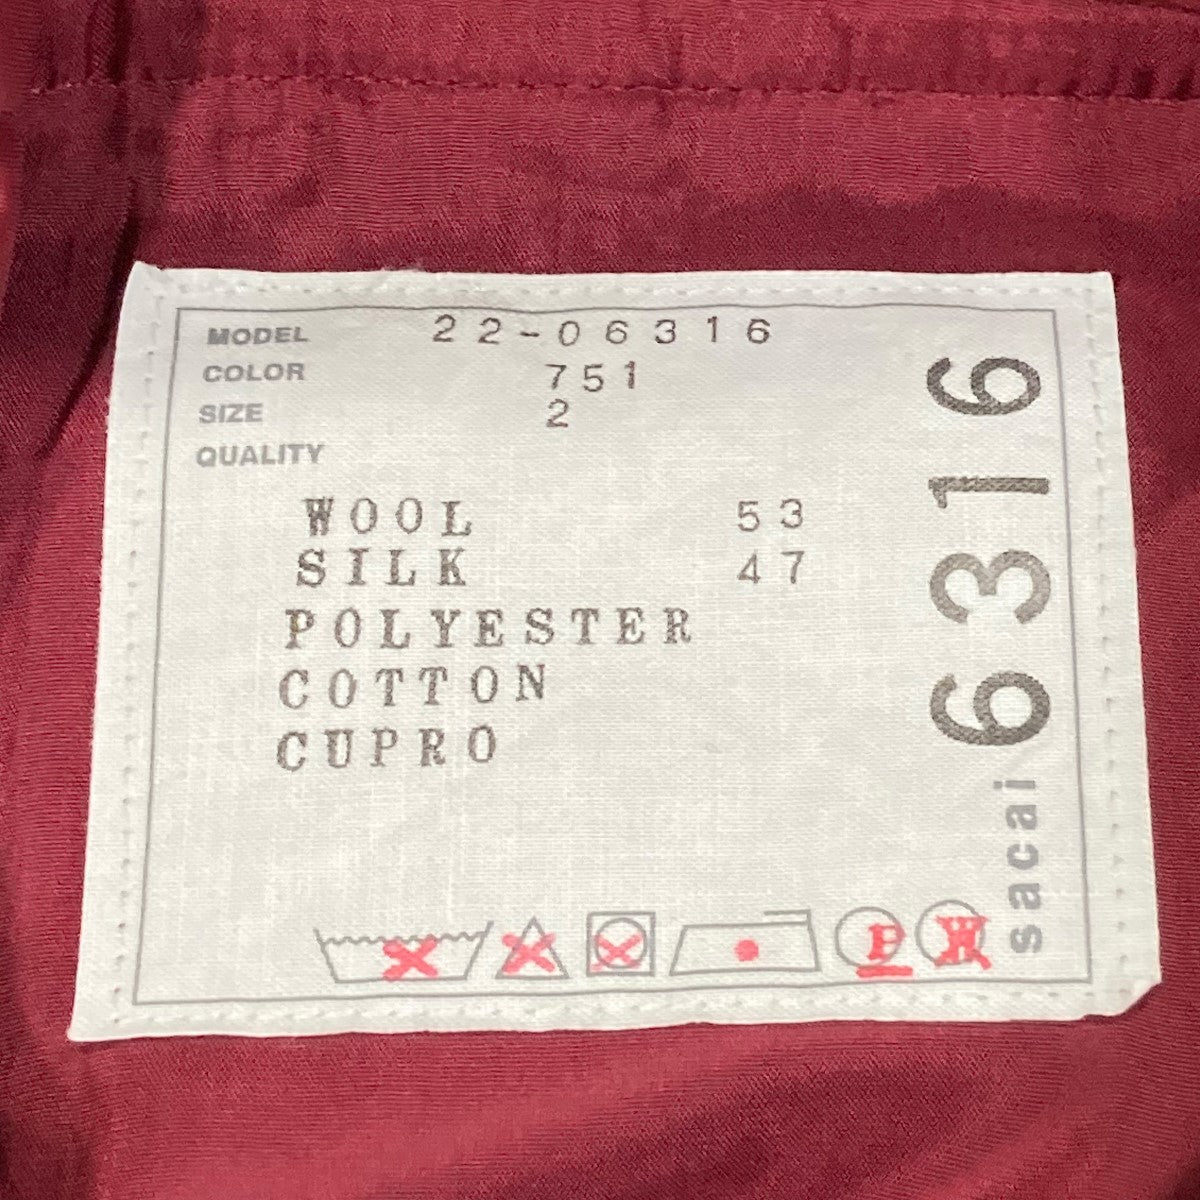 MODEL 22-06316
COLOR 751
SIZE 2
QUALITY
WOOL 53
SILK 47
POLYESTER
COTTON
CUPRO
P W
sacai 6316